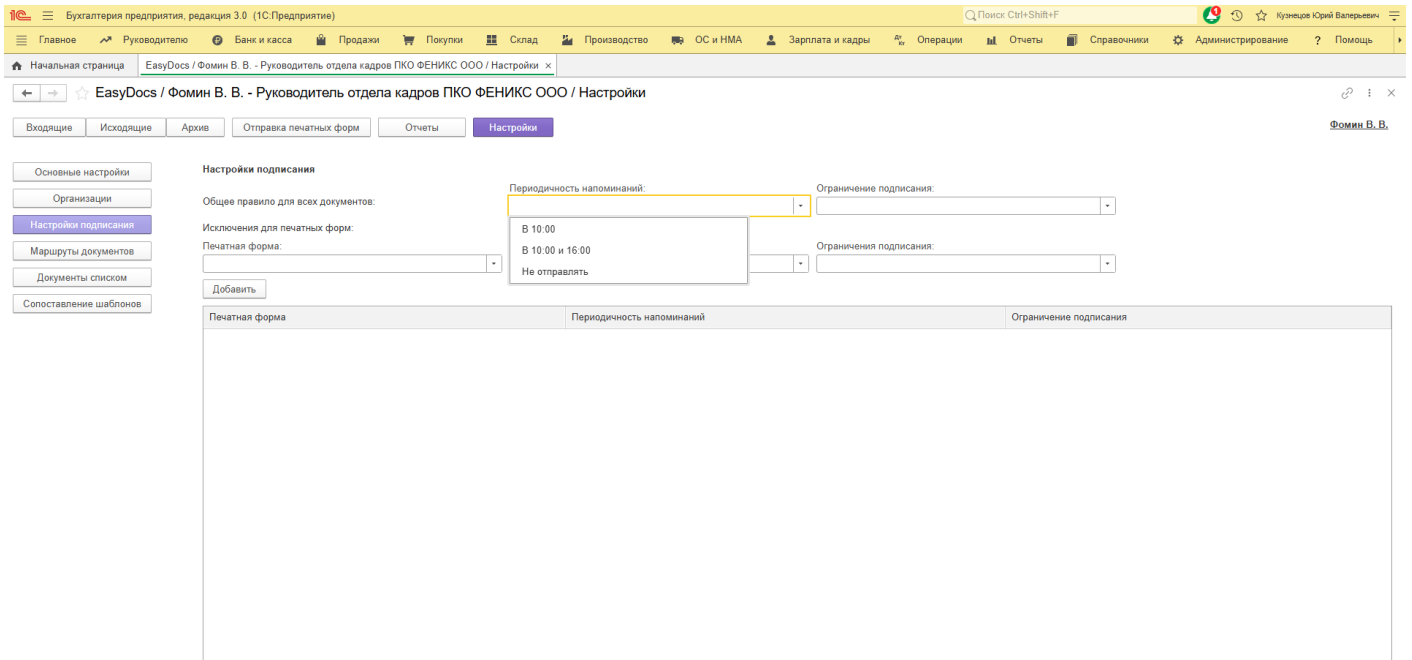 1С Бухгалтерия предприятия, редакция 3.0 (1С:Предприятие) Поиск Ctrl+Shift+F 1 Кузнецов Юрий Валерьевич
Главное Руководителю Банк и касса Продажи Покупки Склад Производство ОС и НМА Зарплата и кадры Дт Кт Операции Отчеты Справочники Администрирование ? Помощь
Начальная страница EasyDocs / Фомин В. В. - Руководитель отдела кадров ПКО ФЕНИКС ООО / Настройки ×
EasyDocs / Фомин В. В. - Руководитель отдела кадров ПКО ФЕНИКС ООО / Настройки
Входящие Исходящие Архив Отправка печатных форм Отчеты Настройки Фомин В. В.
Основные настройки
Организации
Настройки подписания
Маршруты документов
Документы списком
Сопоставление шаблонов
Настройки подписания
Периодичность напоминаний: Ограничение подписания:
Общее правило для всех документов:
В 10:00
В 10:00 и 16:00
Не отправлять
Исключения для печатных форм:
Печатная форма: Ограничения подписания:
Добавить
Печатная форма Периодичность напоминаний Ограничение подписания